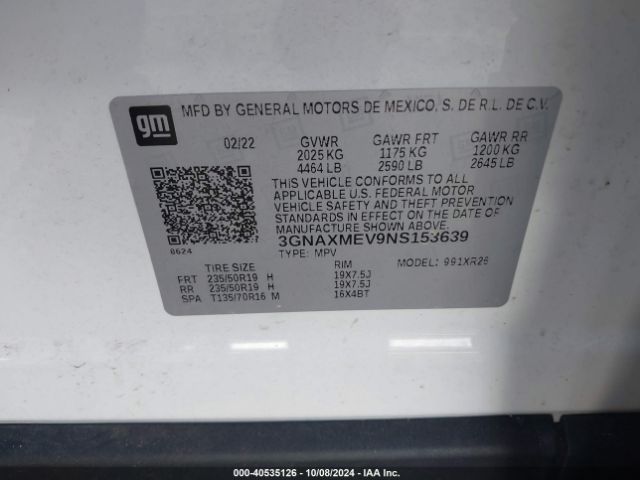 gm
MFD BY GENERAL MOTORS DE MEXICO, S. DE R.L. DE C.V.
02/22 GVWR GAWR FRT GAWR RR
2025 KG 1175 KG 1200 KG
4464 LB 2590 LB 2645 LB
THIS VEHICLE CONFORMS TO ALL
APPLICABLE U.S. FEDERAL MOTOR
VEHICLE SAFETY AND THEFT PREVENTION
STANDARDS IN EFFECT ON THE DATE OF
MANUFACTURE SHOWN ABOVE.
3GNAXMEV9NS153639
8624
TYPE: MPV MODEL: 991XR26
TIRE SIZE RIM
FRT 235/50R19 H 19X7.5J
RR 235/50R19 H 19X7.5J
SPA T135/70R16 M 16X4BT
000-40535126 - 10/08/2024 - IAA Inc.